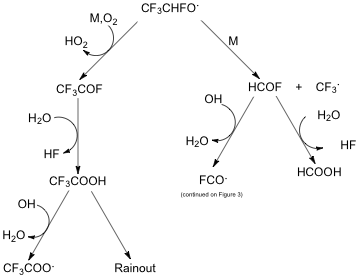 CF₃CHFO·
M,O₂
HO₂
M
CF₃COF
HCOF + CF₃·
H₂O
HF
OH
H₂O
H₂O
HF
CF₃COOH
FCO·
HCOOH
(continued on Figure 3)
OH
H₂O
CF₃COO·
Rainout